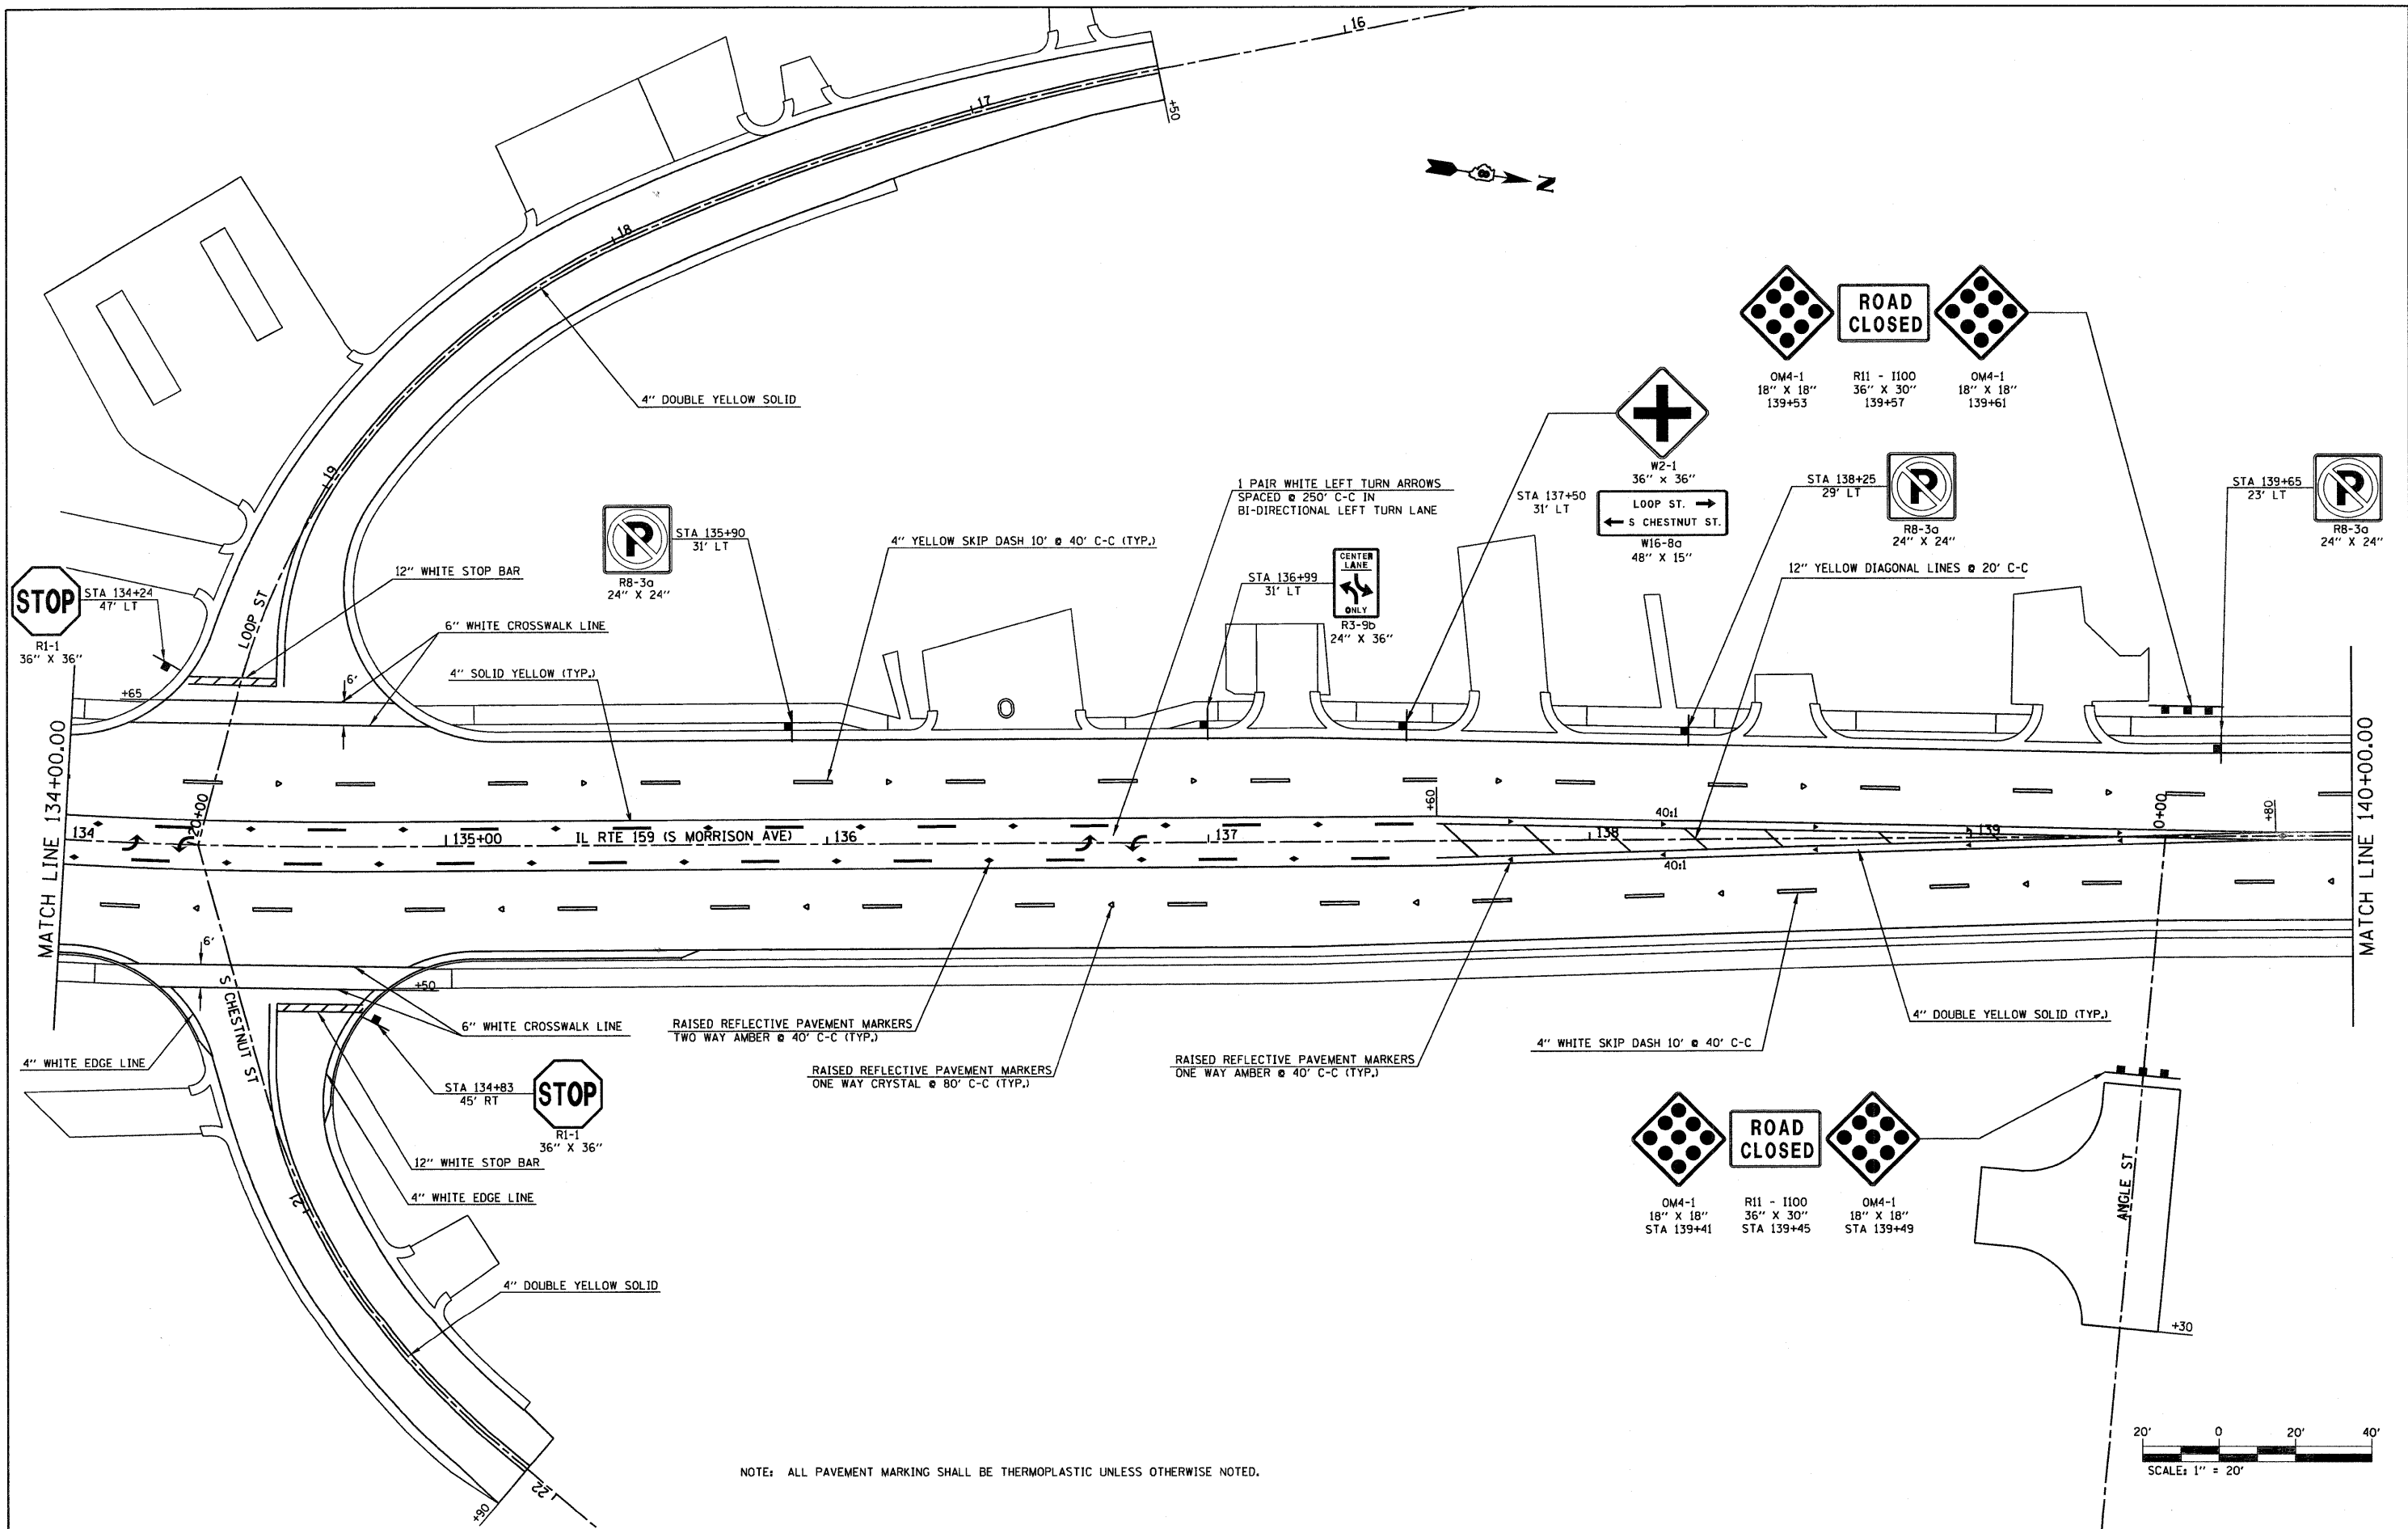 16
17
+50
18
N
ROAD
CLOSED
OM4-1
18" X 18"
139+53
R11 - I100
36" X 30"
139+57
OM4-1
18" X 18"
139+61
4" DOUBLE YELLOW SOLID
19
W2-1
36" x 36"
STA 137+50
31' LT
LOOP ST. →
← S CHESTNUT ST.
W16-8a
48" X 15"
STA 138+25
29' LT
P
R8-3a
24" X 24"
STA 139+65
23' LT
P
R8-3a
24" X 24"
1 PAIR WHITE LEFT TURN ARROWS
SPACED @ 250' C-C IN
BI-DIRECTIONAL LEFT TURN LANE
P
R8-3a
24" X 24"
STA 135+90
31' LT
4" YELLOW SKIP DASH 10' @ 40' C-C (TYP.)
12" WHITE STOP BAR
STA 136+99
31' LT
CENTER
LANE
ONLY
R3-9b
24" X 36"
12" YELLOW DIAGONAL LINES @ 20' C-C
STOP
R1-1
36" X 36"
STA 134+24
47' LT
LOOP ST
6" WHITE CROSSWALK LINE
4" SOLID YELLOW (TYP.)
+65
6'
MATCH LINE 134+00.00
MATCH LINE 140+00.00
134
20+00
135+00
IL RTE 159 (S MORRISON AVE)
136
137
+60
40:1
138
139
0+00
+80
40:1
6'
+50
S CHESTNUT ST
6" WHITE CROSSWALK LINE
4" WHITE EDGE LINE
RAISED REFLECTIVE PAVEMENT MARKERS
TWO WAY AMBER @ 40' C-C (TYP.)
RAISED REFLECTIVE PAVEMENT MARKERS
ONE WAY CRYSTAL @ 80' C-C (TYP.)
RAISED REFLECTIVE PAVEMENT MARKERS
ONE WAY AMBER @ 40' C-C (TYP.)
4" WHITE SKIP DASH 10' @ 40' C-C
4" DOUBLE YELLOW SOLID (TYP.)
STA 134+83
45' RT
STOP
R1-1
36" X 36"
12" WHITE STOP BAR
4" WHITE EDGE LINE
21
ROAD
CLOSED
OM4-1
18" X 18"
STA 139+41
R11 - I100
36" X 30"
STA 139+45
OM4-1
18" X 18"
STA 139+49
ANGLE ST
+30
4" DOUBLE YELLOW SOLID
22
+90
NOTE: ALL PAVEMENT MARKING SHALL BE THERMOPLASTIC UNLESS OTHERWISE NOTED.
20' 0 20' 40'
SCALE: 1" = 20'